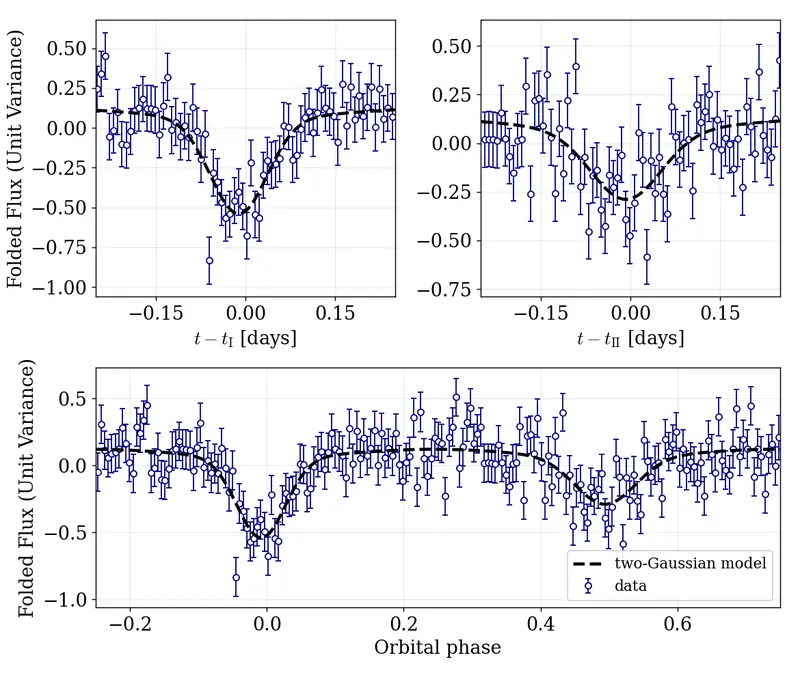 Folded Flux (Unit Variance)
0.50
0.25
0.00
−0.25
−0.50
−0.75
−1.00
−0.15 0.00 0.15
t − tI [days]
0.50
0.25
0.00
−0.25
−0.50
−0.75
−0.15 0.00 0.15
t − tII [days]
Folded Flux (Unit Variance)
0.5
0.0
−0.5
−1.0
two-Gaussian model
data
−0.2 0.0 0.2 0.4 0.6
Orbital phase